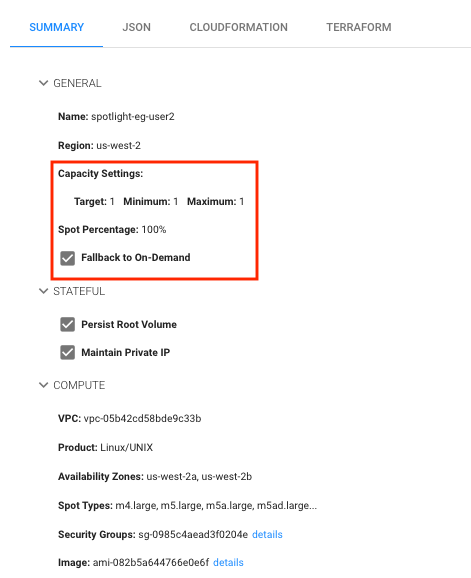 SUMMARY JSON CLOUDFORMATION TERRAFORM
GENERAL
Name: spotlight-eg-user2
Region: us-west-2
Capacity Settings:
Target: 1 Minimum: 1 Maximum: 1
Spot Percentage: 100%
Fallback to On-Demand
STATEFUL
Persist Root Volume
Maintain Private IP
COMPUTE
VPC: vpc-05b42cd58bde9c33b
Product: Linux/UNIX
Availability Zones: us-west-2a, us-west-2b
Spot Types: m4.large, m5.large, m5a.large, m5ad.large...
Security Groups: sg-0985c4aead3f0204e details
Image: ami-082b5a644766e0e6f details